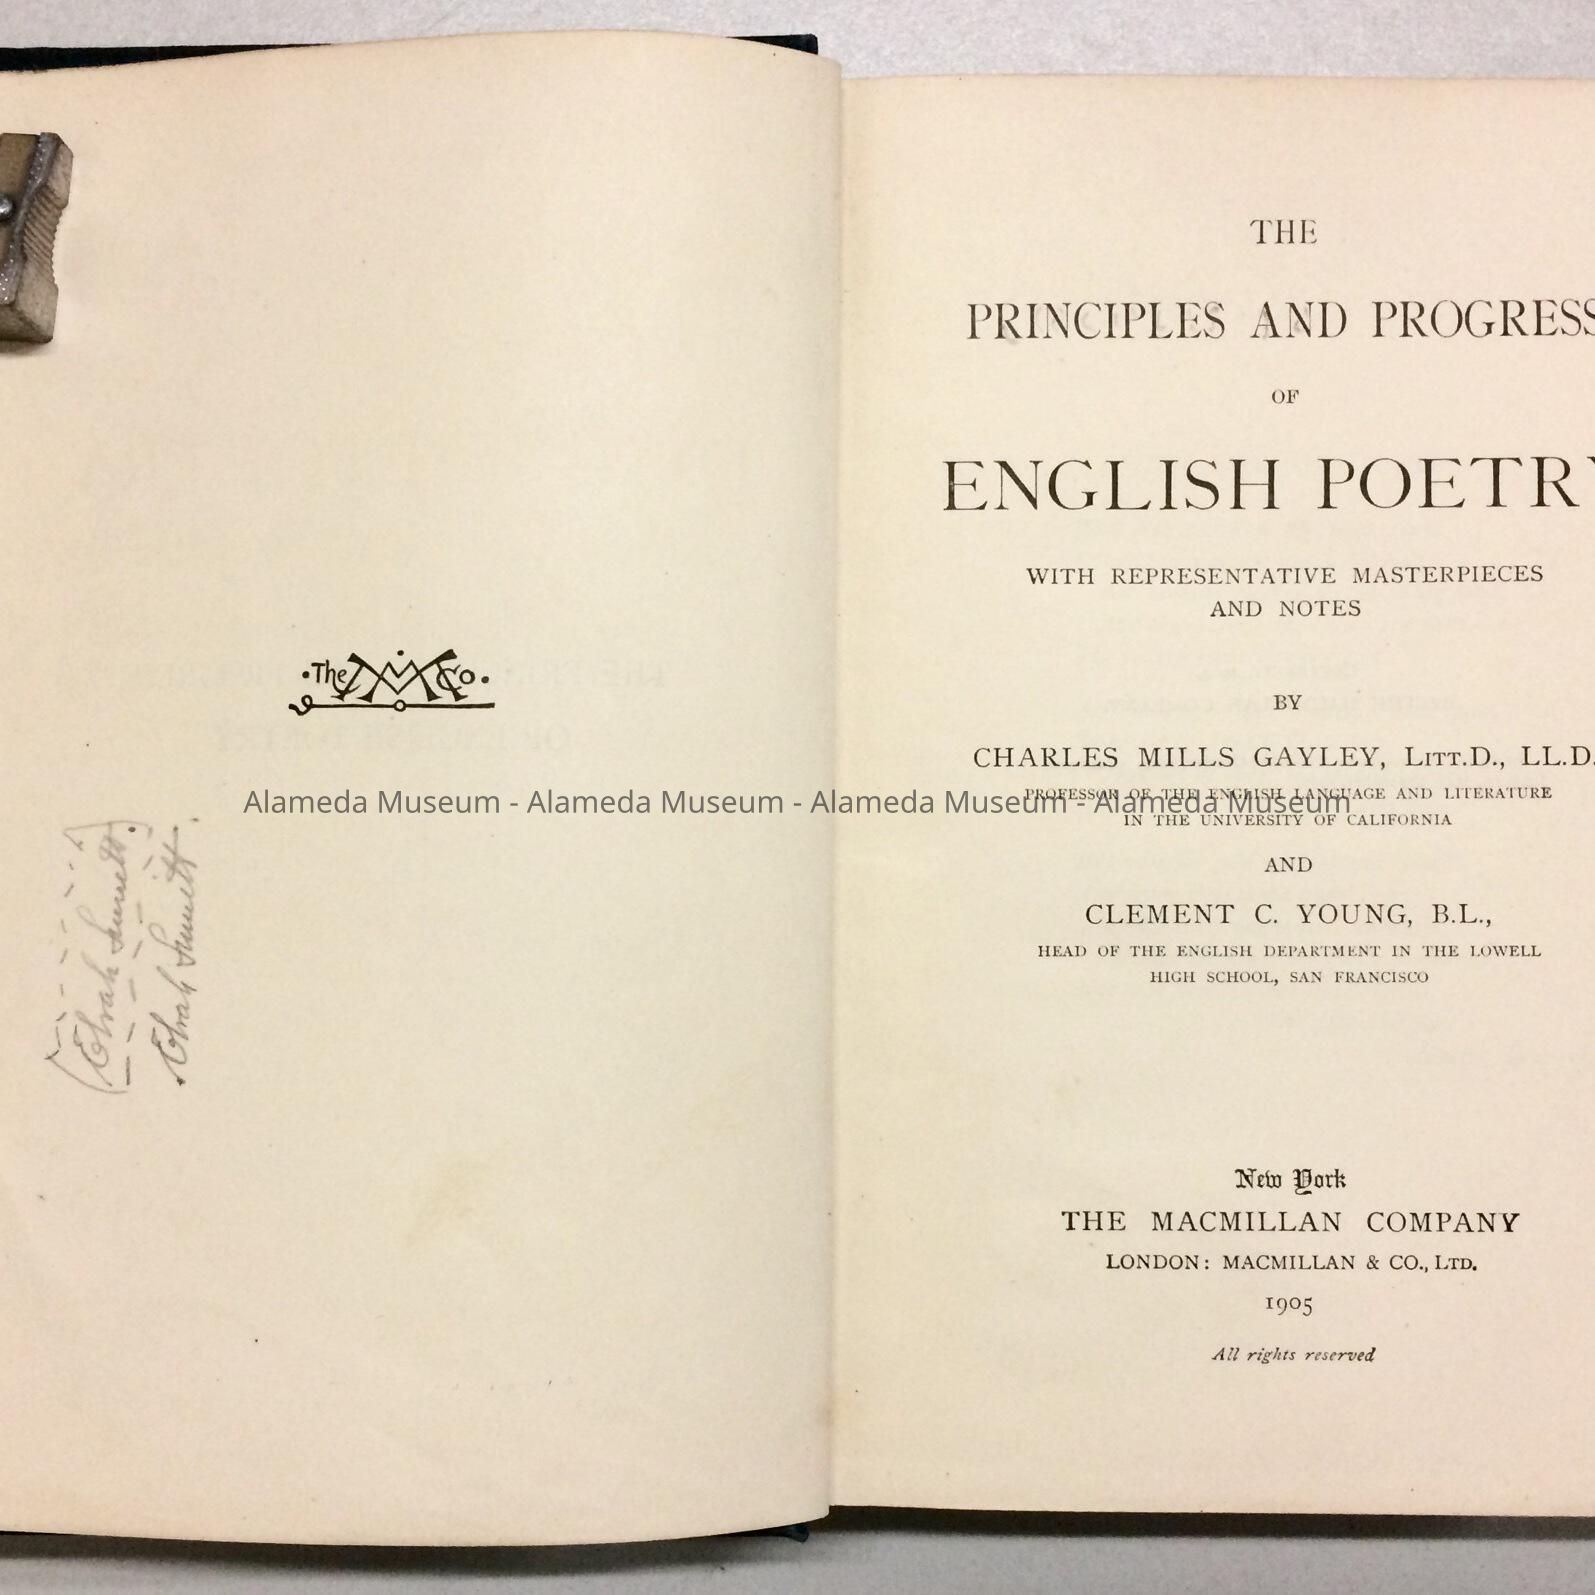 The M Co.
THE
PRINCIPLES AND PROGRESS
OF
ENGLISH POETRY
WITH REPRESENTATIVE MASTERPIECES
AND NOTES
BY
CHARLES MILLS GAYLEY, LITT.D., LL.D.
PROFESSOR OF THE ENGLISH LANGUAGE AND LITERATURE
IN THE UNIVERSITY OF CALIFORNIA
AND
CLEMENT C. YOUNG, B.L.,
HEAD OF THE ENGLISH DEPARTMENT IN THE LOWELL
HIGH SCHOOL, SAN FRANCISCO
New York
THE MACMILLAN COMPANY
LONDON: MACMILLAN & CO., LTD.
1905
All rights reserved
Alameda Museum - Alameda Museum - Alameda Museum - Alameda Museum